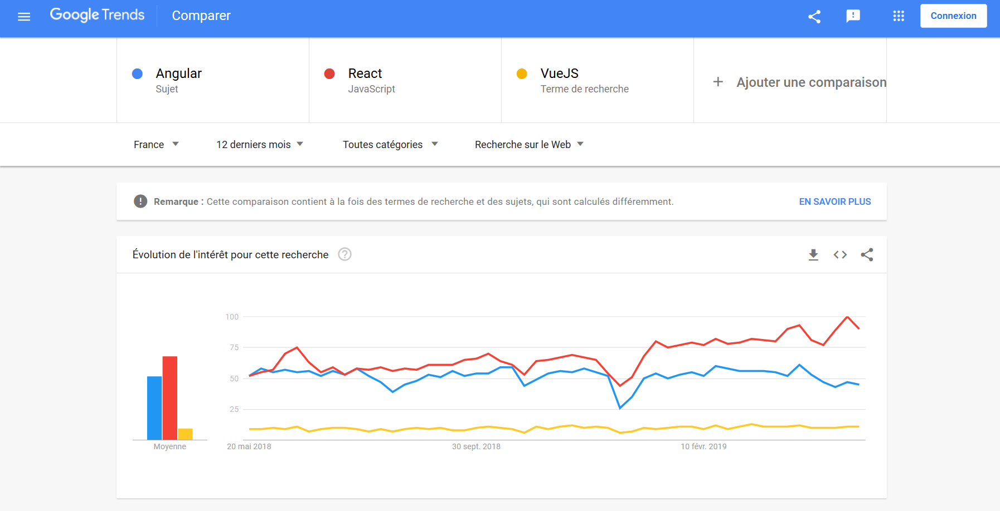 Google Trends
Comparer
Connexion
Angular
Sujet
React
JavaScript
VueJS
Terme de recherche
+ Ajouter une comparaison
France
12 derniers mois
Toutes catégories
Recherche sur le Web
Remarque : Cette comparaison contient à la fois des termes de recherche et des sujets, qui sont calculés différemment.
EN SAVOIR PLUS
Évolution de l'intérêt pour cette recherche
100
75
50
25
Moyenne
20 mai 2018
30 sept. 2018
10 févr. 2019